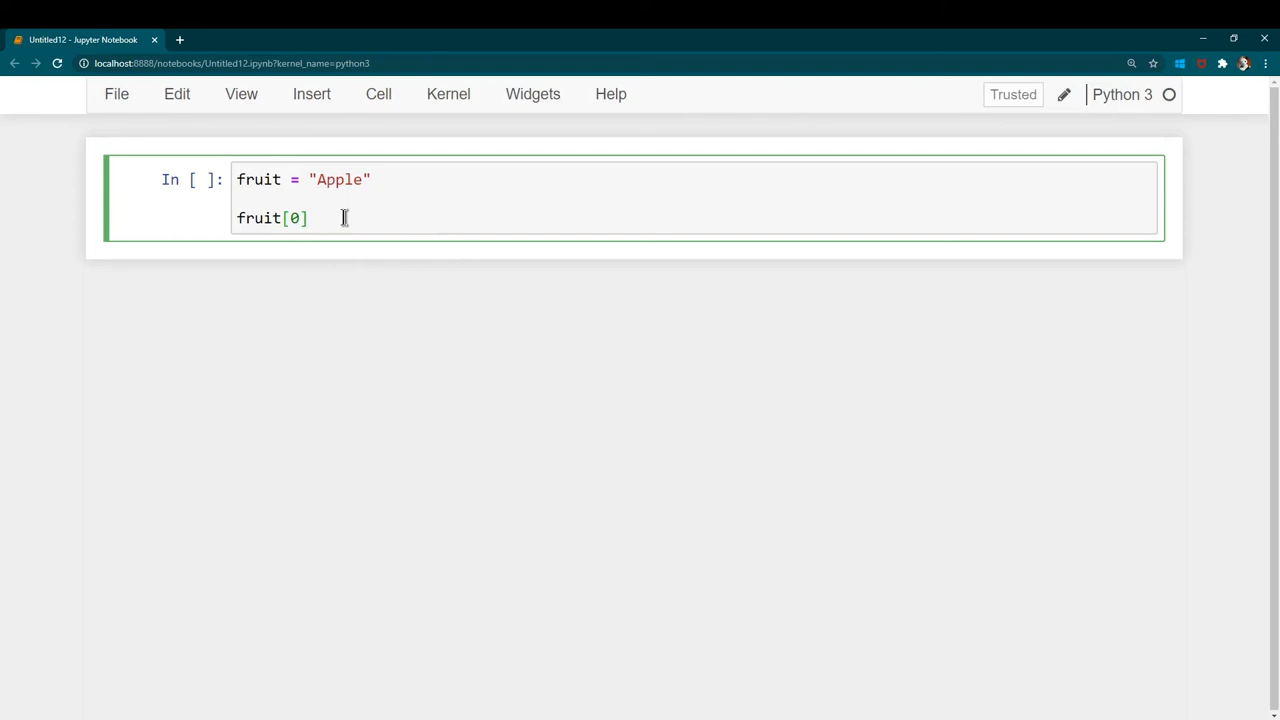 Untitled12 - Jupyter Notebook
localhost:8888/notebooks/Untitled12.ipynb?kernel_name=python3
File Edit View Insert Cell Kernel Widgets Help Trusted Python 3
In [ ]: fruit = "Apple"
fruit[0]